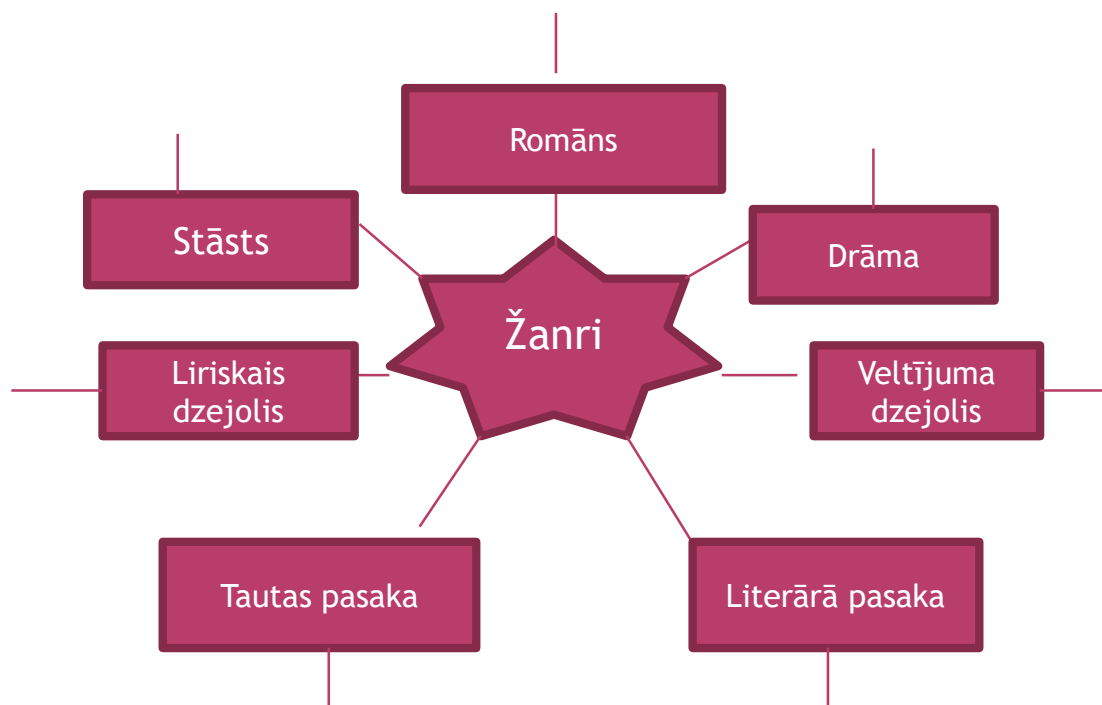 Romāns
Stāsts
Drāma
Žanri
Liriskais
dzejolis
Veltījuma
dzejolis
Tautas pasaka
Literārā pasaka